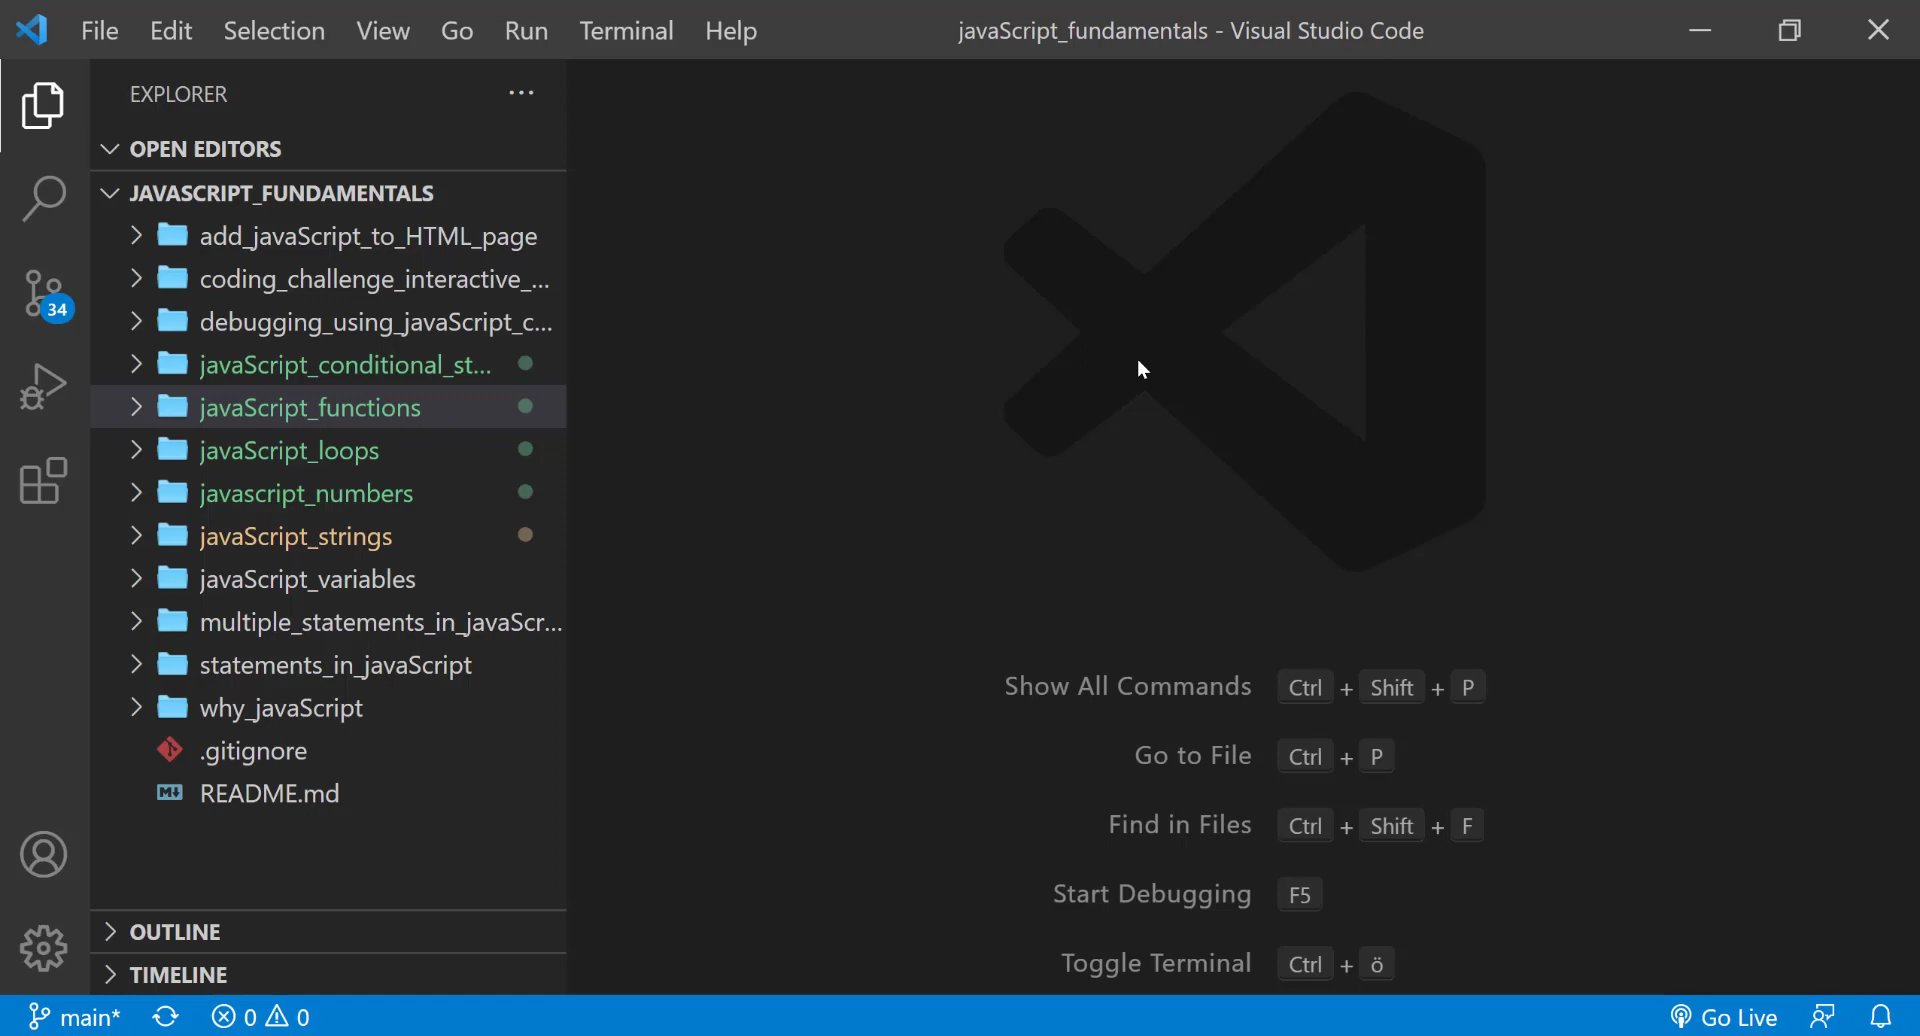 File Edit Selection View Go Run Terminal Help javaScript_fundamentals - Visual Studio Code
EXPLORER
OPEN EDITORS
JAVASCRIPT_FUNDAMENTALS
add_javaScript_to_HTML_page
coding_challenge_interactive_...
debugging_using_javaScript_c...
javaScript_conditional_st...
javaScript_functions
javaScript_loops
javascript_numbers
javaScript_strings
javaScript_variables
multiple_statements_in_javaScr...
statements_in_javaScript
why_javaScript
.gitignore
README.md
OUTLINE
TIMELINE
34
Show All Commands Ctrl + Shift + P
Go to File Ctrl + P
Find in Files Ctrl + Shift + F
Start Debugging F5
Toggle Terminal Ctrl + ö
main* 0 0 Go Live